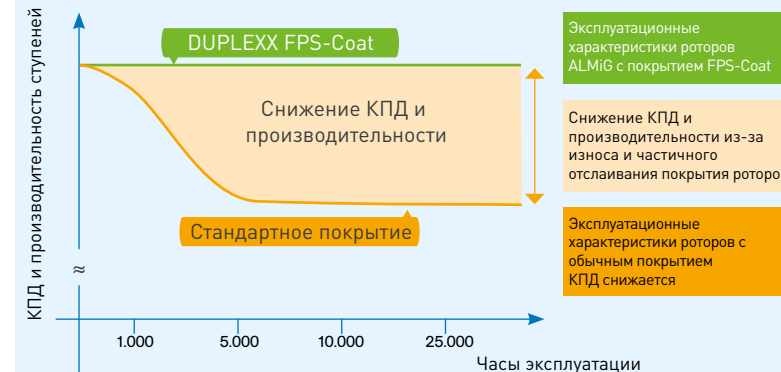 КПД и производительность ступеней
DUPLEXX FPS-Coat
Снижение КПД и
производительности
Стандартное покрытие
≈
1.000
5.000
10.000
25.000
Часы эксплуатации
Эксплуатационные
характеристики роторов
ALMiG с покрытием FPS-Coat
Снижение КПД и
производительности из-за
износа и частичного
отслаивания покрытия роторо
Эксплуатационные
характеристики роторов с
обычным покрытием
КПД снижается